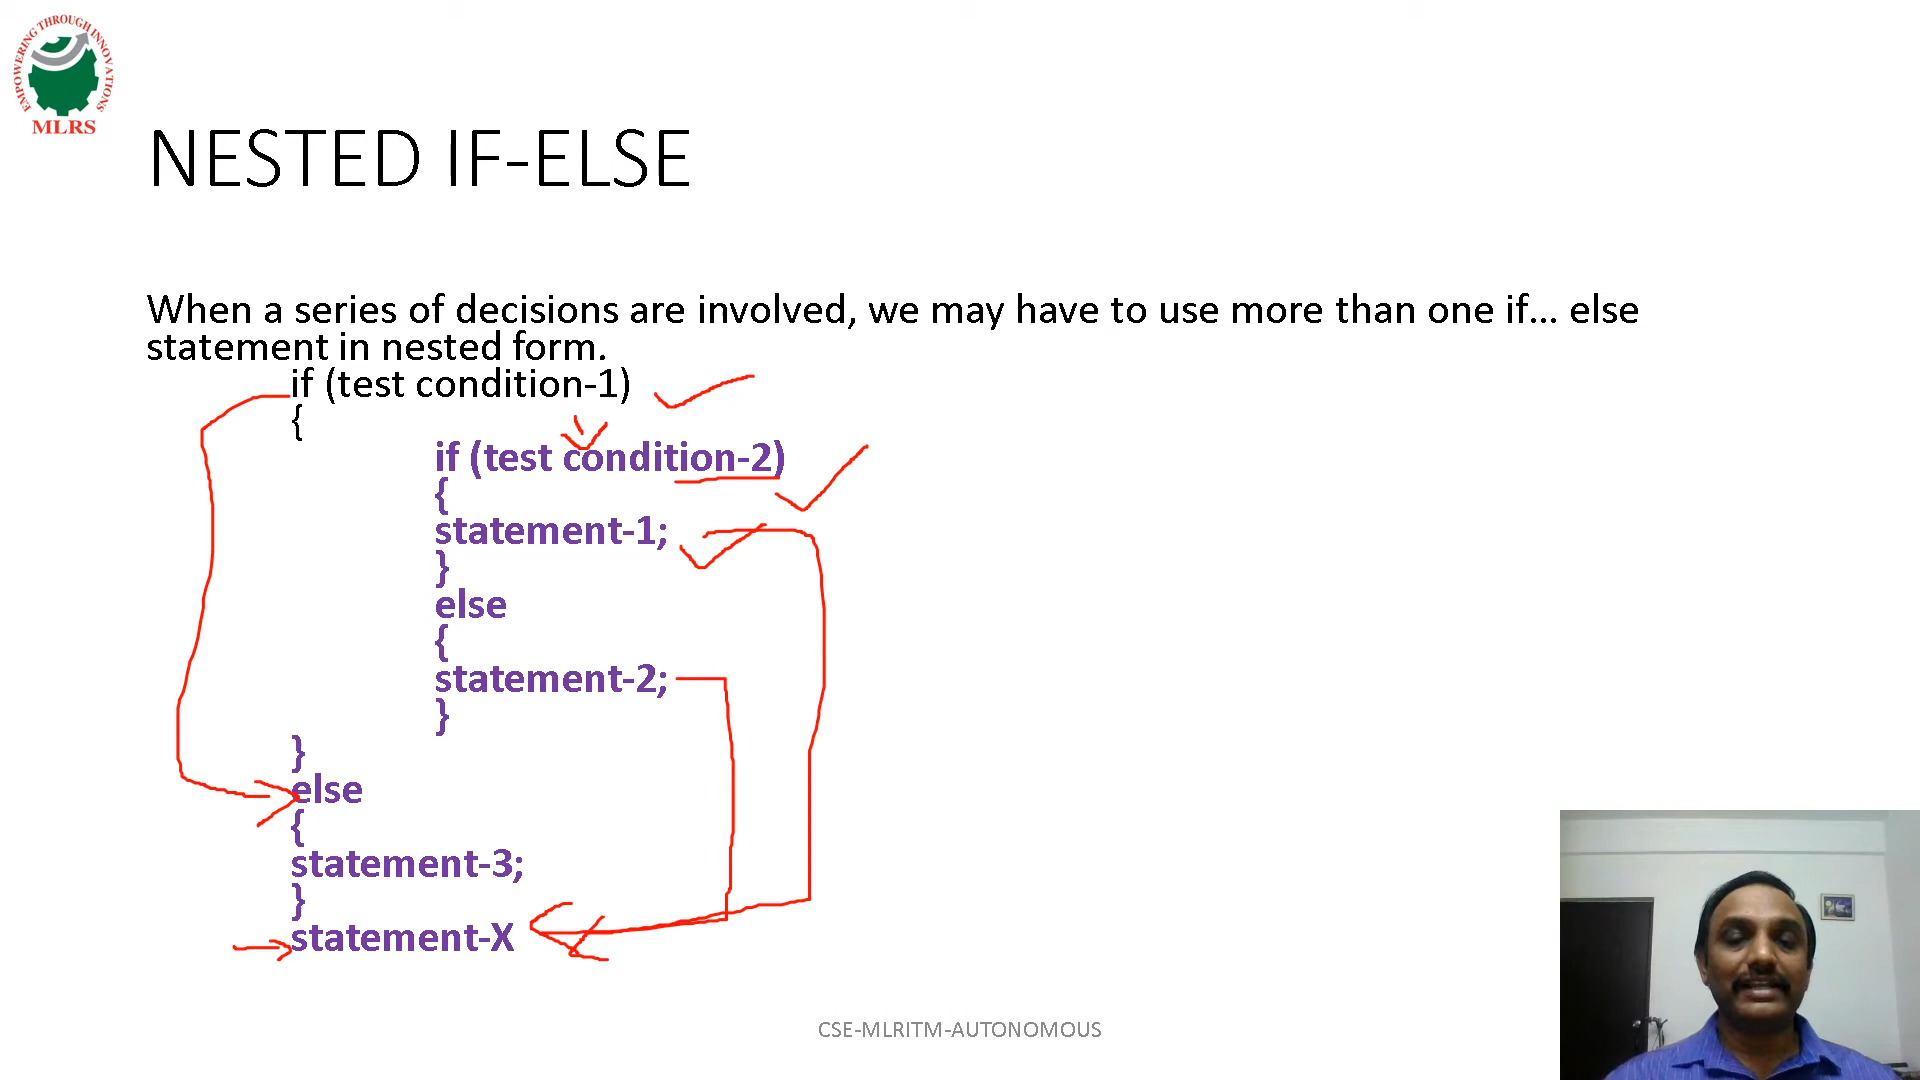 EMPOWERING THROUGH INNOVATIONS
MLRS
NESTED IF-ELSE
When a series of decisions are involved, we may have to use more than one if... else
statement in nested form.
if (test condition-1)
{
if (test condition-2)
{
statement-1;
}
else
{
statement-2;
}
}
else
{
statement-3;
}
statement-X
CSE-MLRITM-AUTONOMOUS